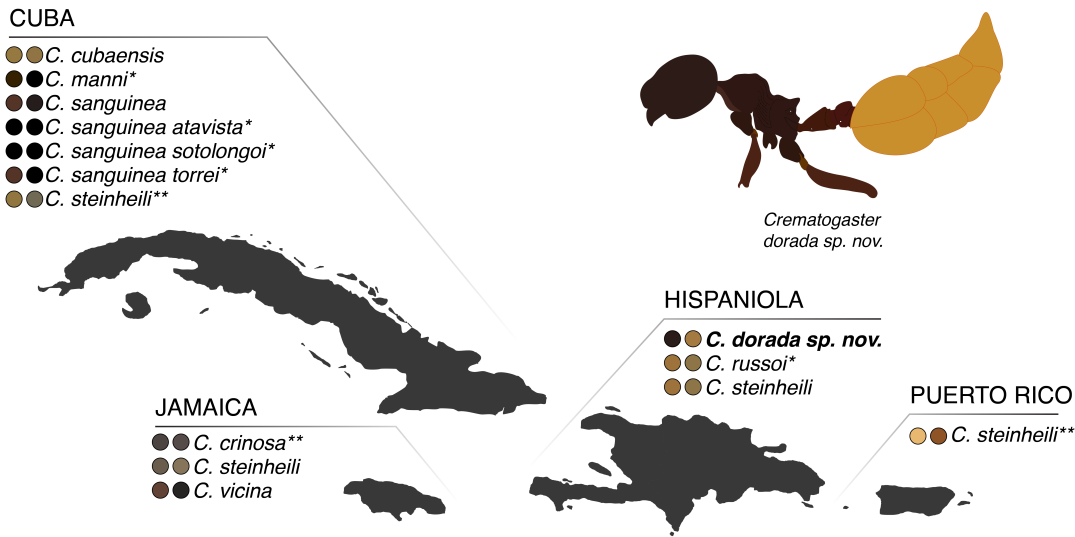 CUBA
C. cubaensis
C. manni*
C. sanguinea
C. sanguinea atavista*
C. sanguinea sotolongoi*
C. sanguinea torrei*
C. steinheili**
Crematogaster
dorada sp. nov.
HISPANIOLA
C. dorada sp. nov.
C. russoi*
C. steinheili
JAMAICA
C. crinosa**
C. steinheili
C. vicina
PUERTO RICO
C. steinheili**